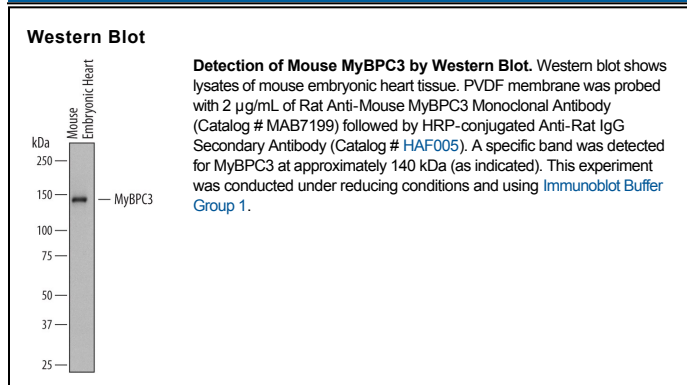 Western Blot
Mouse
Embryonic Heart
kDa
250
150
MyBPC3
100
75
50
37
25
Detection of Mouse MyBPC3 by Western Blot. Western blot shows
lysates of mouse embryonic heart tissue. PVDF membrane was probed
with 2 µg/mL of Rat Anti-Mouse MyBPC3 Monoclonal Antibody
(Catalog # MAB7199) followed by HRP-conjugated Anti-Rat IgG
Secondary Antibody (Catalog # HAF005). A specific band was detected
for MyBPC3 at approximately 140 kDa (as indicated). This experiment
was conducted under reducing conditions and using Immunoblot Buffer
Group 1.